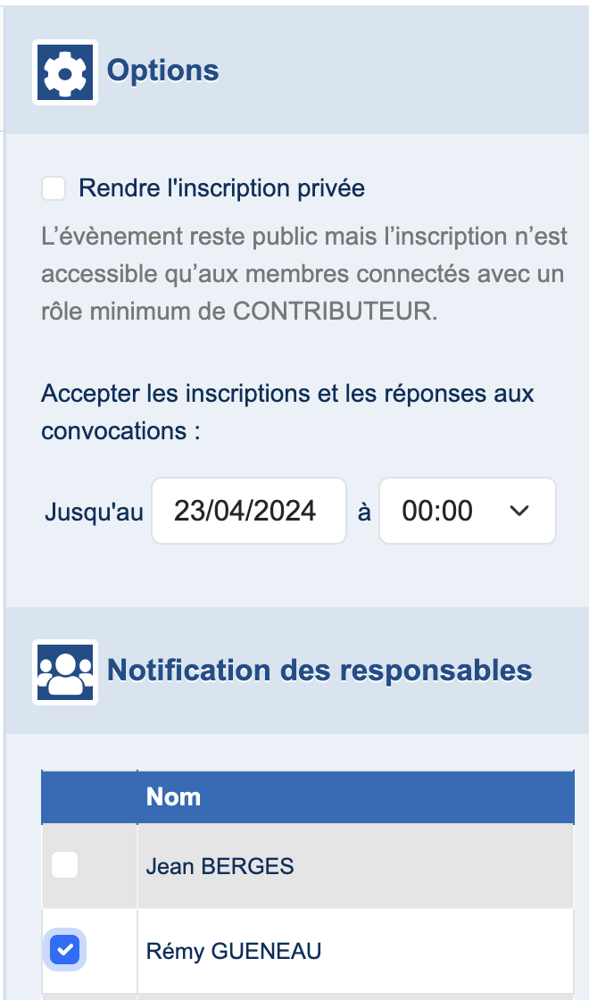 Options
Rendre l'inscription privée
L’évènement reste public mais l’inscription n’est
accessible qu’aux membres connectés avec un
rôle minimum de CONTRIBUTEUR.
Accepter les inscriptions et les réponses aux
convocations :
Jusqu'au 23/04/2024 à 00:00
Notification des responsables
Nom
Jean BERGES
Rémy GUENEAU